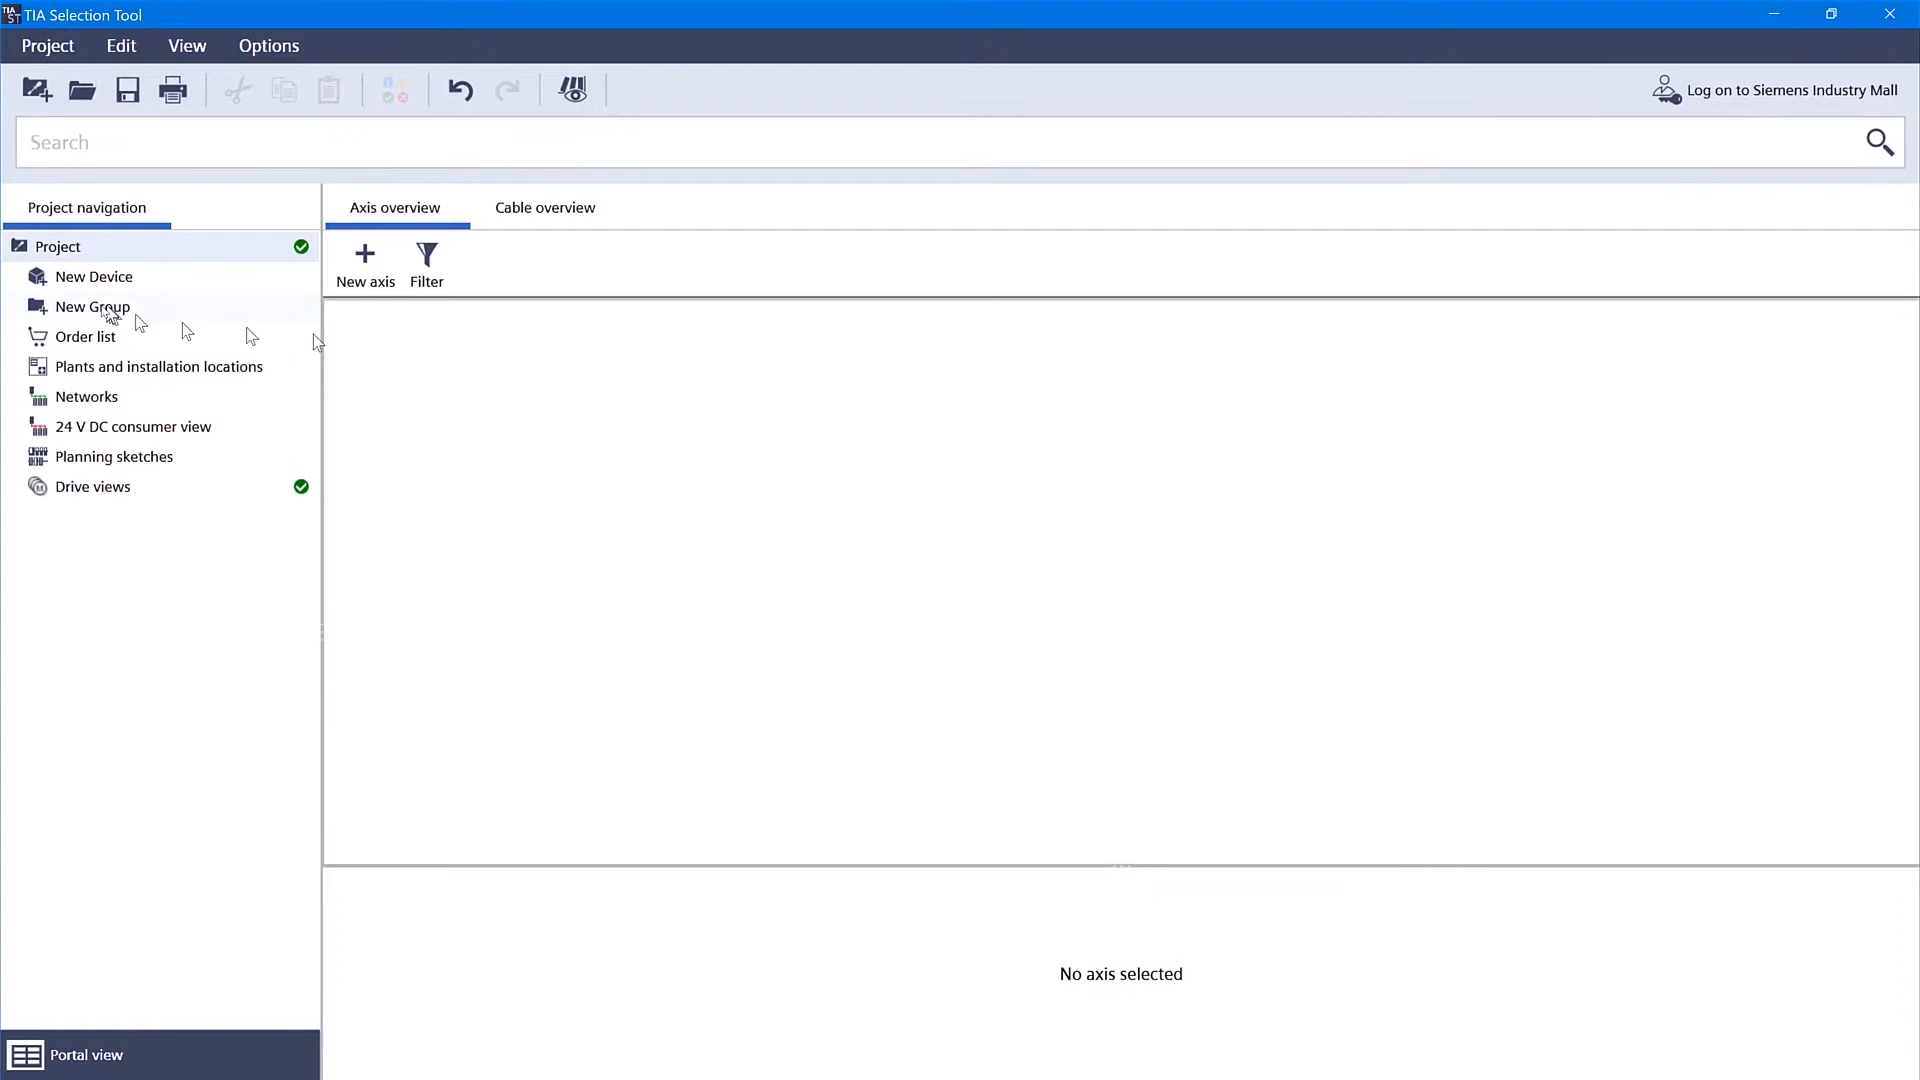 TIA ST TIA Selection Tool
Project Edit View Options
Log on to Siemens Industry Mall
Search
Project navigation
Axis overview Cable overview
Project
New Device
New Group
Order list
Plants and installation locations
Networks
24 V DC consumer view
Planning sketches
Drive views
New axis Filter
No axis selected
Portal view